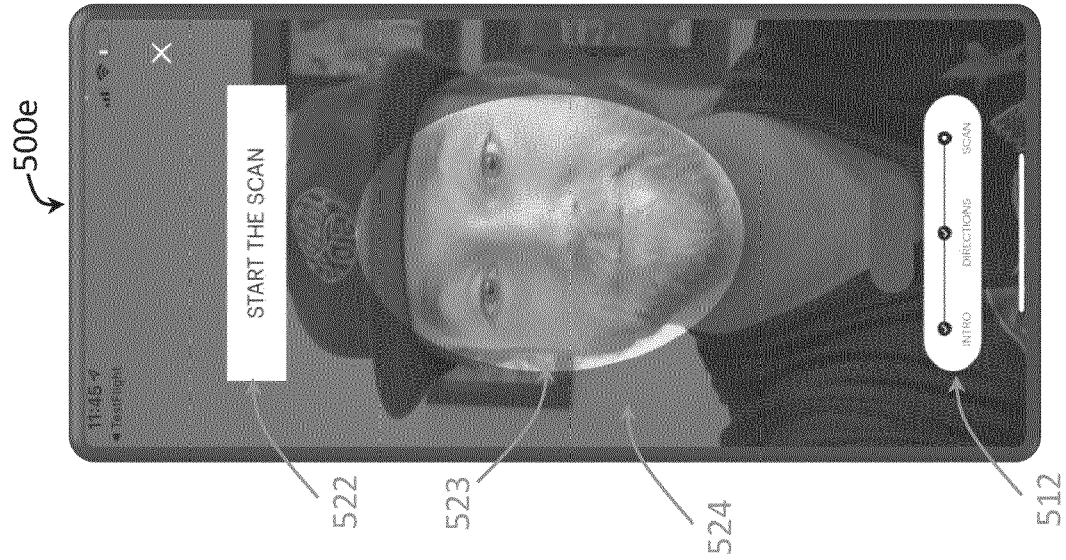 500e
11:45
◀ TestFlight
START THE SCAN
522
523
524
INTRO DIRECTIONS SCAN
512